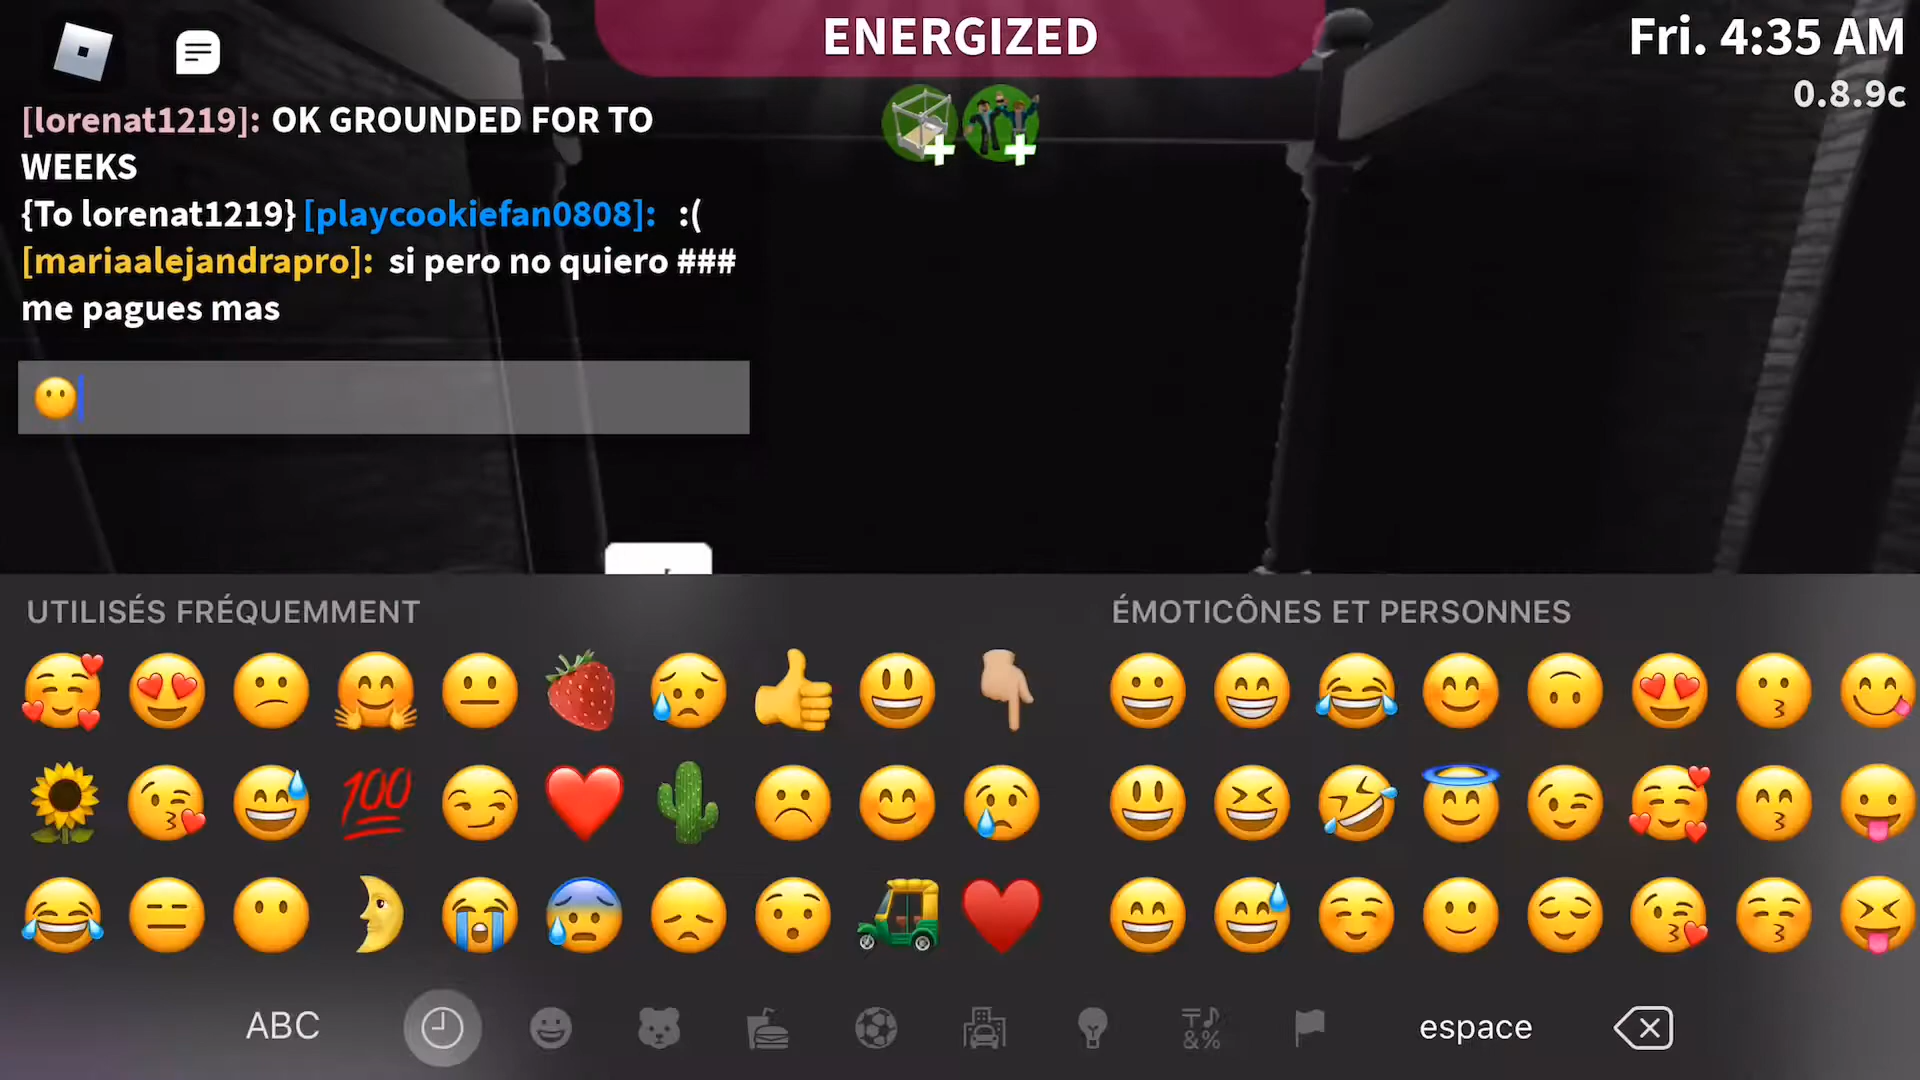 ENERGIZED
Fri. 4:35 AM
0.8.9c
[lorenat1219]: OK GROUNDED FOR TO
WEEKS
{To lorenat1219} [playcookiefan0808]: :(
[mariaalejandrapro]: si pero no quiero ###
me pagues mas
😶
UTILISÉS FRÉQUEMMENT
ÉMOTICÔNES ET PERSONNES
ABC
espace